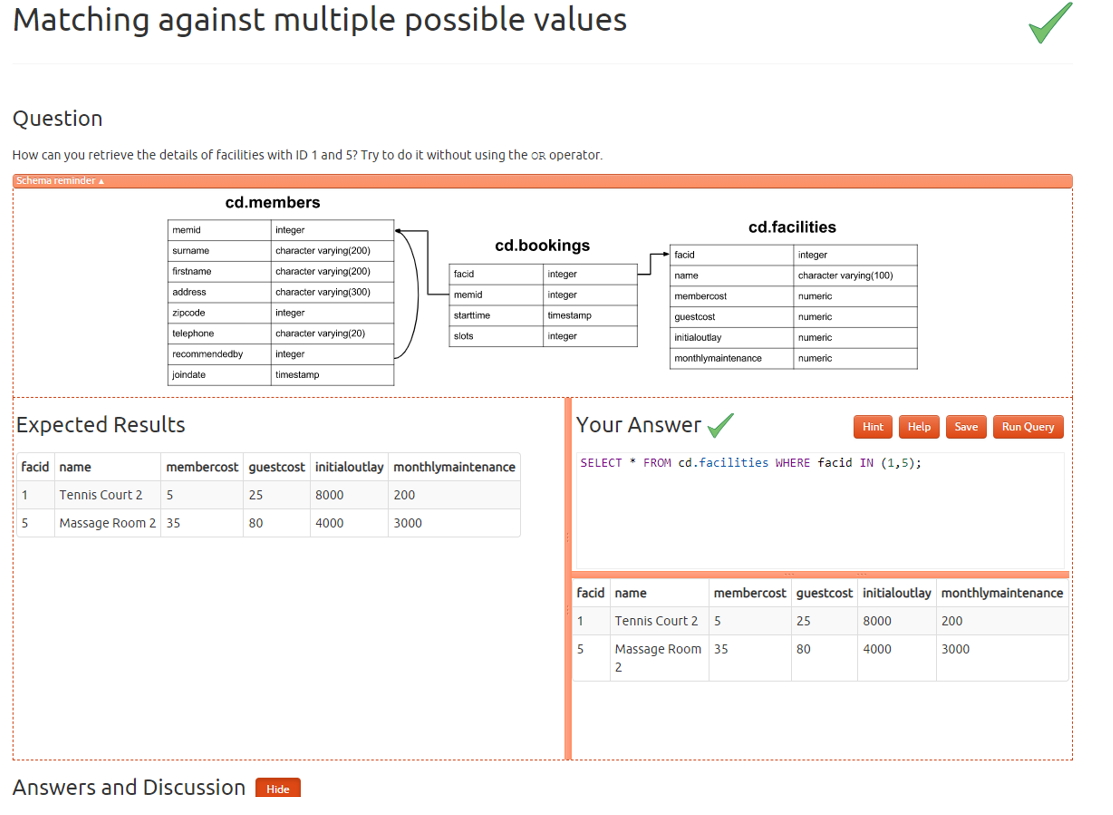 Matching against multiple possible values
Question
How can you retrieve the details of facilities with ID 1 and 5? Try to do it without using the OR operator.
Schema reminder ▲
cd.members
memid integer
surname character varying(200)
firstname character varying(200)
address character varying(300)
zipcode integer
telephone character varying(20)
recommendedby integer
joindate timestamp
cd.bookings
facid integer
memid integer
starttime timestamp
slots integer
cd.facilities
facid integer
name character varying(100)
membercost numeric
guestcost numeric
initialoutlay numeric
monthlymaintenance numeric
Expected Results
facid name membercost guestcost initialoutlay monthlymaintenance
1 Tennis Court 2 5 25 8000 200
5 Massage Room 2 35 80 4000 3000
Your Answer
Hint Help Save Run Query
SELECT * FROM cd.facilities WHERE facid IN (1,5);
facid name membercost guestcost initialoutlay monthlymaintenance
1 Tennis Court 2 5 25 8000 200
5 Massage Room 35 80 4000 3000
2
Answers and Discussion Hide